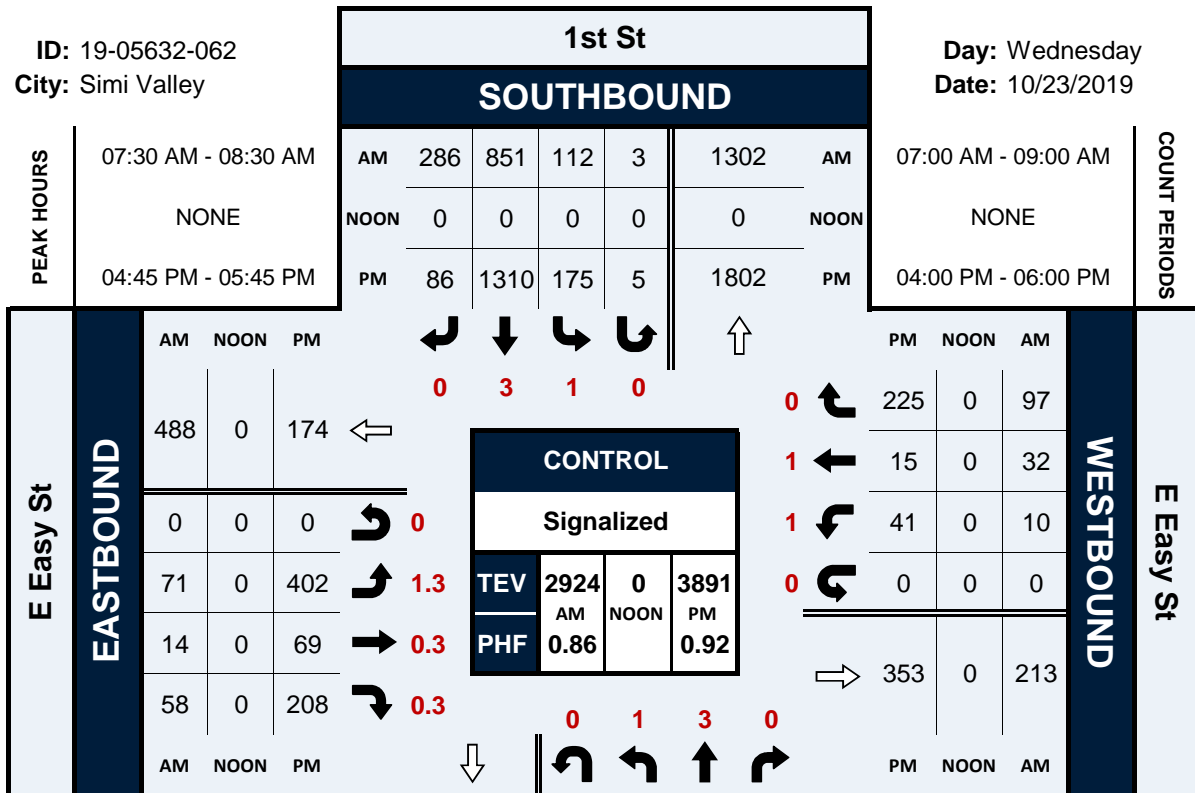 ID: 19-05632-062
City: Simi Valley
1st St
SOUTHBOUND
Day: Wednesday
Date: 10/23/2019
PEAK HOURS
07:30 AM - 08:30 AM
NONE
04:45 PM - 05:45 PM
AM 286 851 112 3 1302 AM
NOON 0 0 0 0 0 NOON
PM 86 1310 175 5 1802 PM
07:00 AM - 09:00 AM
NONE
04:00 PM - 06:00 PM
COUNT PERIODS
0 3 1 0
E Easy St
EASTBOUND
AM NOON PM
488 0 174
0 0 0 0
71 0 402 1.3
14 0 69 0.3
58 0 208 0.3
AM NOON PM
CONTROL
Signalized
TEV 2924 0 3891
AM NOON PM
PHF 0.86 0.92
PM NOON AM
0 225 0 97
1 15 0 32
1 41 0 10
0 0 0 0
353 0 213
PM NOON AM
WESTBOUND
E Easy St
0 1 3 0